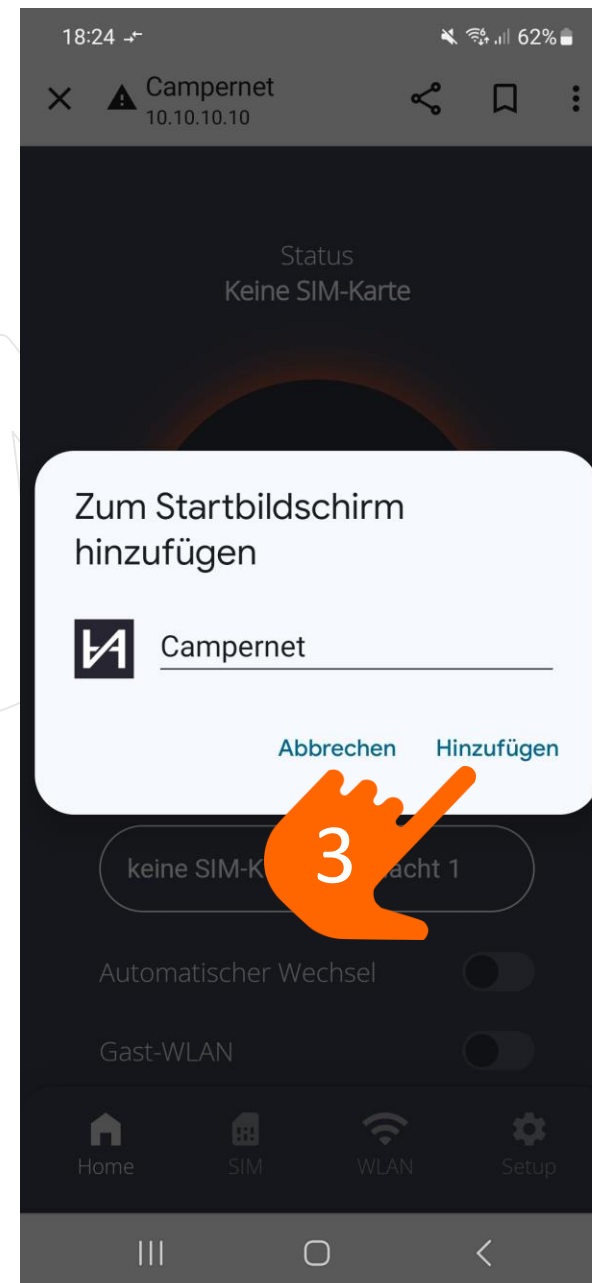 18:24
62%
Campernet
10.10.10.10
Status
Keine SIM-Karte
Zum Startbildschirm
hinzufügen
Campernet
Abbrechen Hinzufügen
3
keine SIM-K acht 1
Automatischer Wechsel
Gast-WLAN
Home SIM WLAN Setup